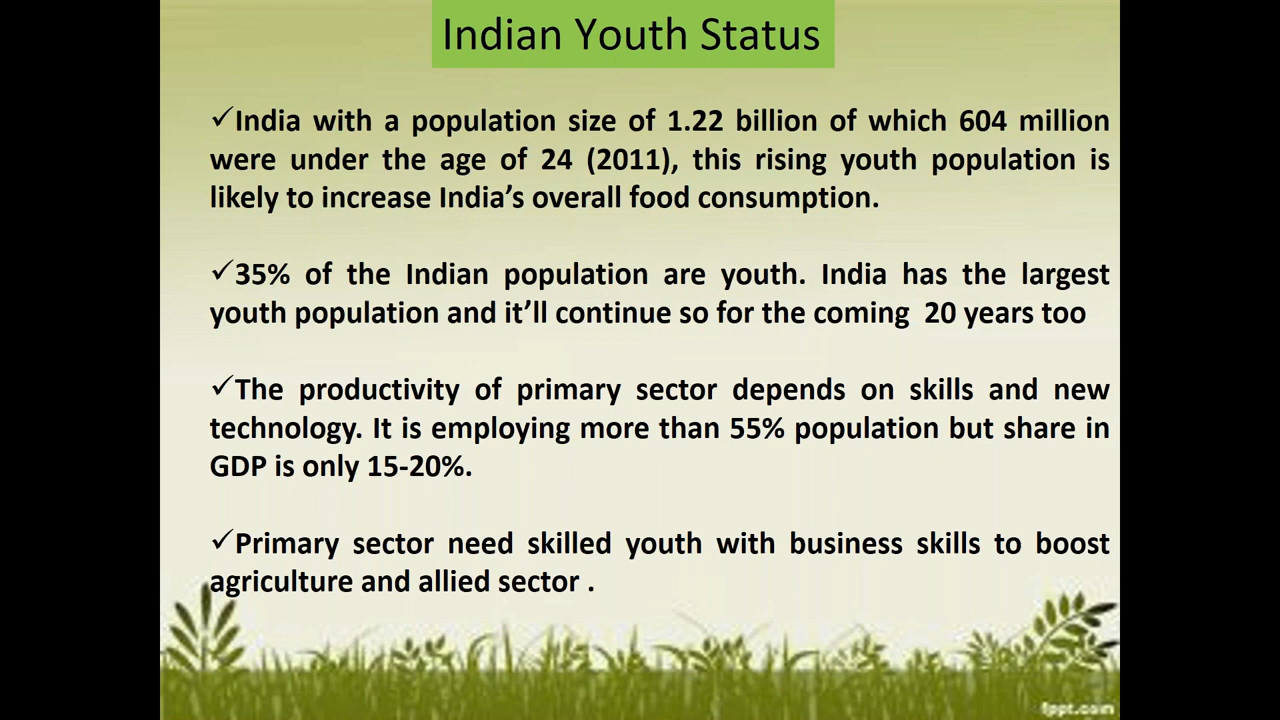 Indian Youth Status
✓India with a population size of 1.22 billion of which 604 million
were under the age of 24 (2011), this rising youth population is
likely to increase India’s overall food consumption.
✓35% of the Indian population are youth. India has the largest
youth population and it’ll continue so for the coming 20 years too
✓The productivity of primary sector depends on skills and new
technology. It is employing more than 55% population but share in
GDP is only 15-20%.
✓Primary sector need skilled youth with business skills to boost
agriculture and allied sector .
fppt.com